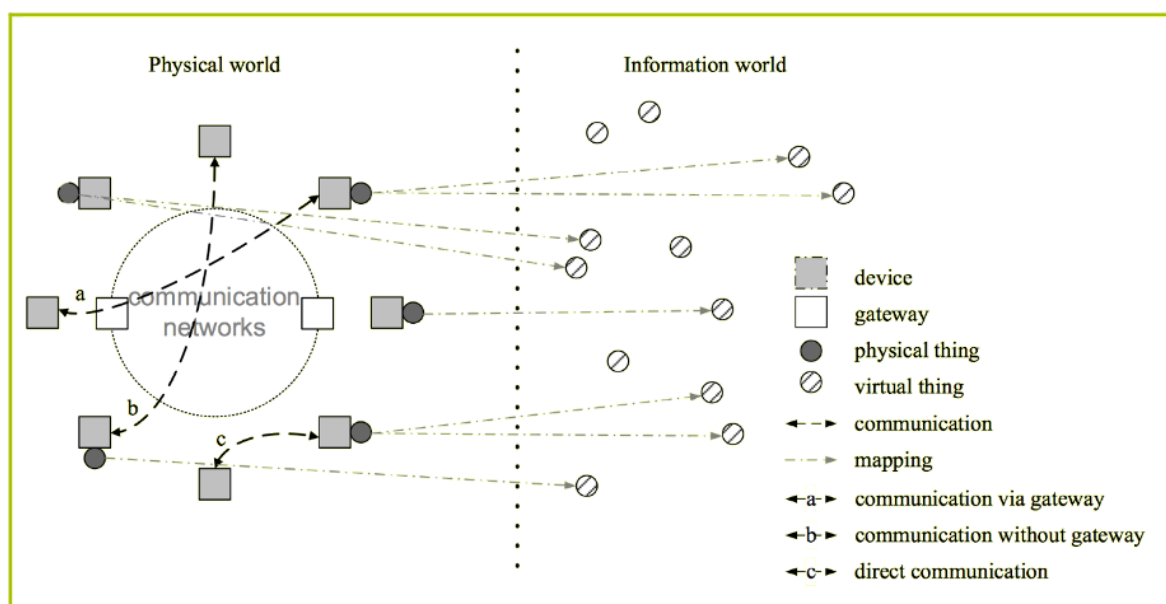 Physical world
Information world
a
communication
networks
b
c
device
gateway
physical thing
virtual thing
communication
mapping
a communication via gateway
b communication without gateway
c direct communication